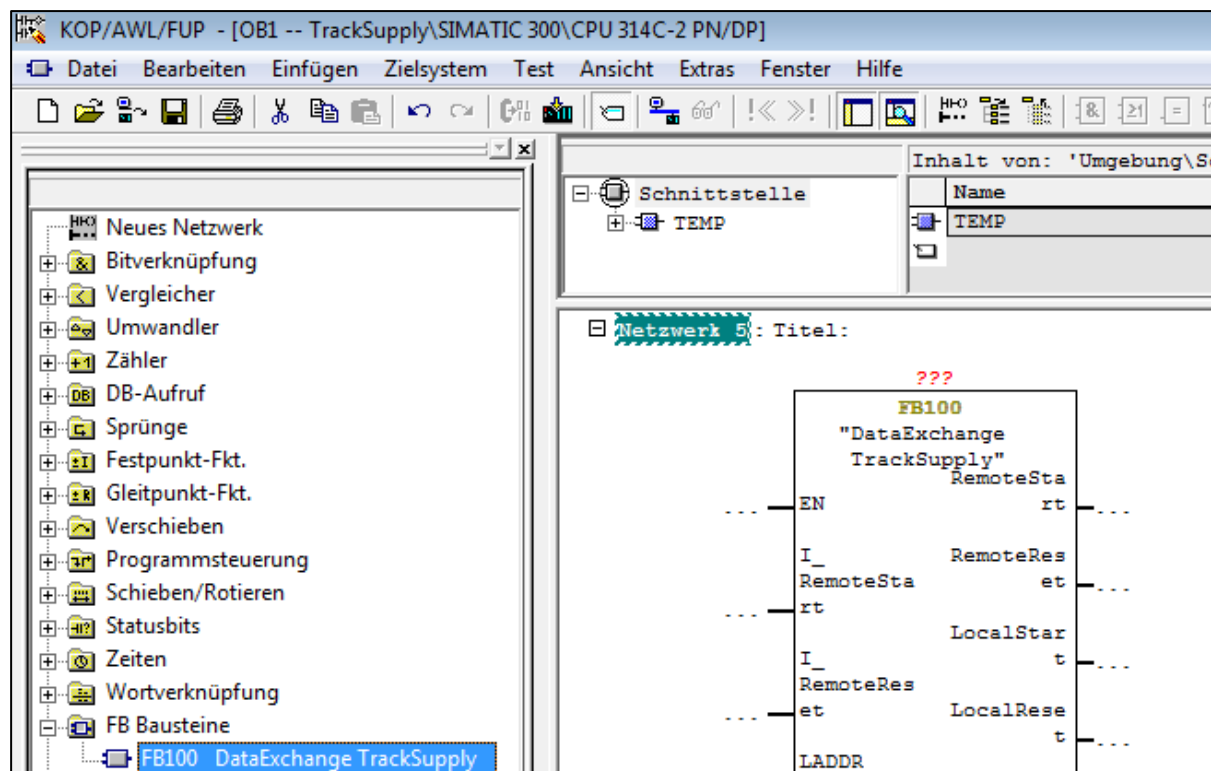 KOP/AWL/FUP - [OB1 -- TrackSupply\SIMATIC 300\CPU 314C-2 PN/DP]
Datei Bearbeiten Einfügen Zielsystem Test Ansicht Extras Fenster Hilfe
Neues Netzwerk
Bitverknüpfung
Vergleicher
Umwandler
Zähler
DB-Aufruf
Sprünge
Festpunkt-Fkt.
Gleitpunkt-Fkt.
Verschieben
Programmsteuerung
Schieben/Rotieren
Statusbits
Zeiten
Wortverknüpfung
FB Bausteine
FB100 DataExchange TrackSupply
Schnittstelle
TEMP
Inhalt von: 'Umgebung\S
Name
TEMP
Netzwerk 5 : Titel:
???
FB100
"DataExchange
TrackSupply"
RemoteSta
EN rt ...
...
I_ RemoteRes
RemoteSta et ...
... rt
LocalStar
I_ t ...
RemoteRes
... et LocalRese
t ...
LADDR